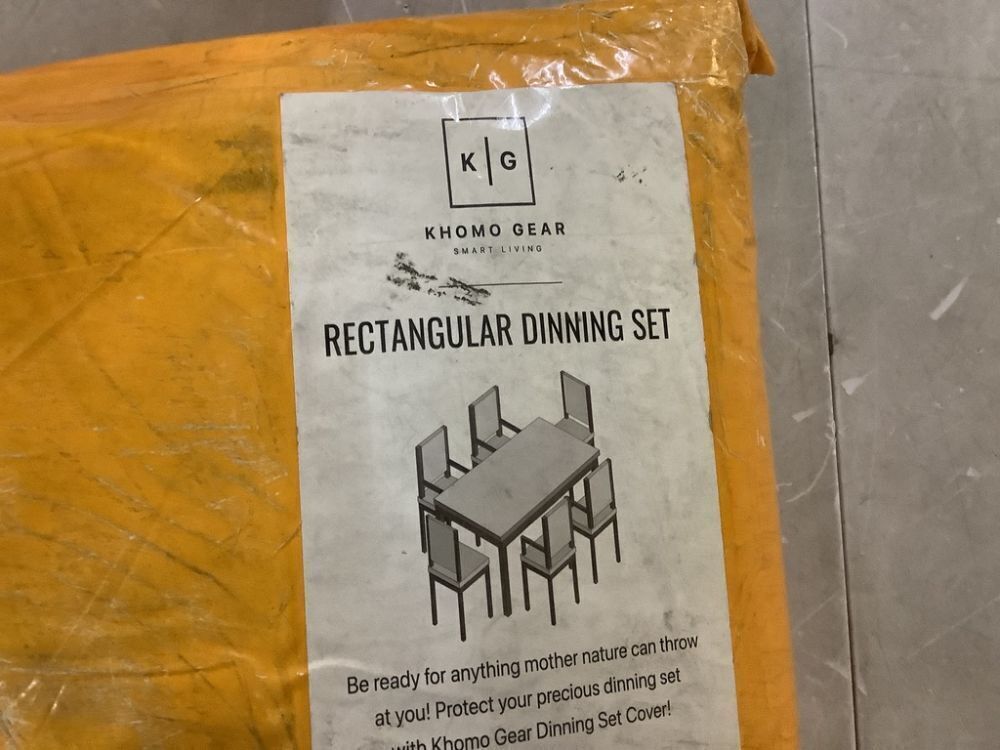 K|G
KHOMO GEAR
SMART LIVING
RECTANGULAR DINNING SET
Be ready for anything mother nature can throw
at you! Protect your precious dinning set
with Khomo Gear Dinning Set Cover!